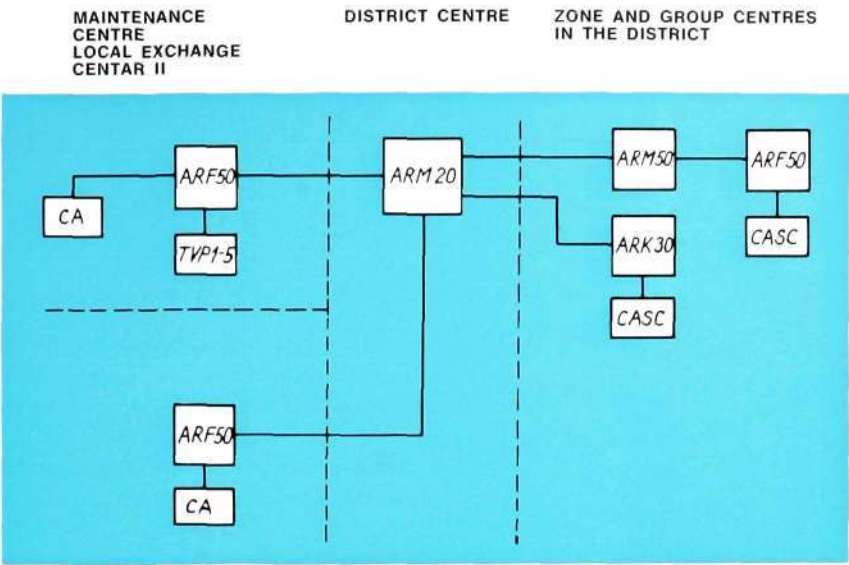 MAINTENANCE
CENTRE
LOCAL EXCHANGE
CENTAR II
DISTRICT CENTRE
ZONE AND GROUP CENTRES
IN THE DISTRICT
CA
ARF50
TVP1-5
ARM20
ARM50
ARF50
CASC
ARK30
CASC
ARF50
CA